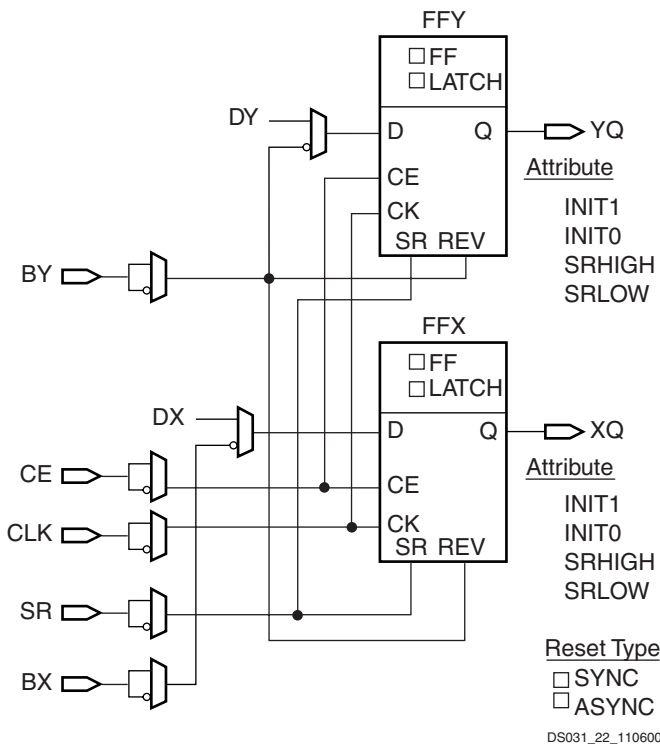 FFY
FF
LATCH
DY
D Q
YQ
Attribute
CE
CK
INIT1
INIT0
SRHIGH
SRLOW
SR REV
BY
FFX
FF
LATCH
DX
D Q
XQ
Attribute
CE
CE
CLK
CK
INIT1
INIT0
SRHIGH
SRLOW
SR REV
SR
BX
Reset Type
SYNC
ASYNC
DS031_22_110600